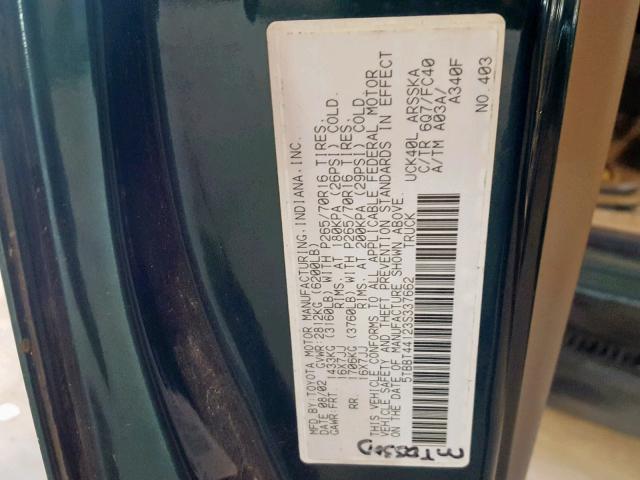 MFD.BY:TOYOTA MOTOR MANUFACTURING,INDIANA,INC.
DATE 08/02 GVWR:2812KG (6200LB)
GAWR FRT. 1433KG (3160LB) WITH P265/70R16 TIRES,
16X7JJ RIMS, AT 180KPA (26PSI) COLD.
RR. 1706KG (3760LB) WITH P265/70R16 TIRES,
16X7JJ RIMS, AT 200KPA (29PSI) COLD.
THIS VEHICLE CONFORMS TO ALL APPLICABLE FEDERAL MOTOR
VEHICLE SAFETY AND THEFT PREVENTION STANDARDS IN EFFECT
ON THE DATE OF MANUFACTURE SHOWN ABOVE.
5TBBT44123S337662 TRUCK
UCK40L ARSSKA
C/TR 6Q7/FC40
A/TM A03A/
A340F
NO.403